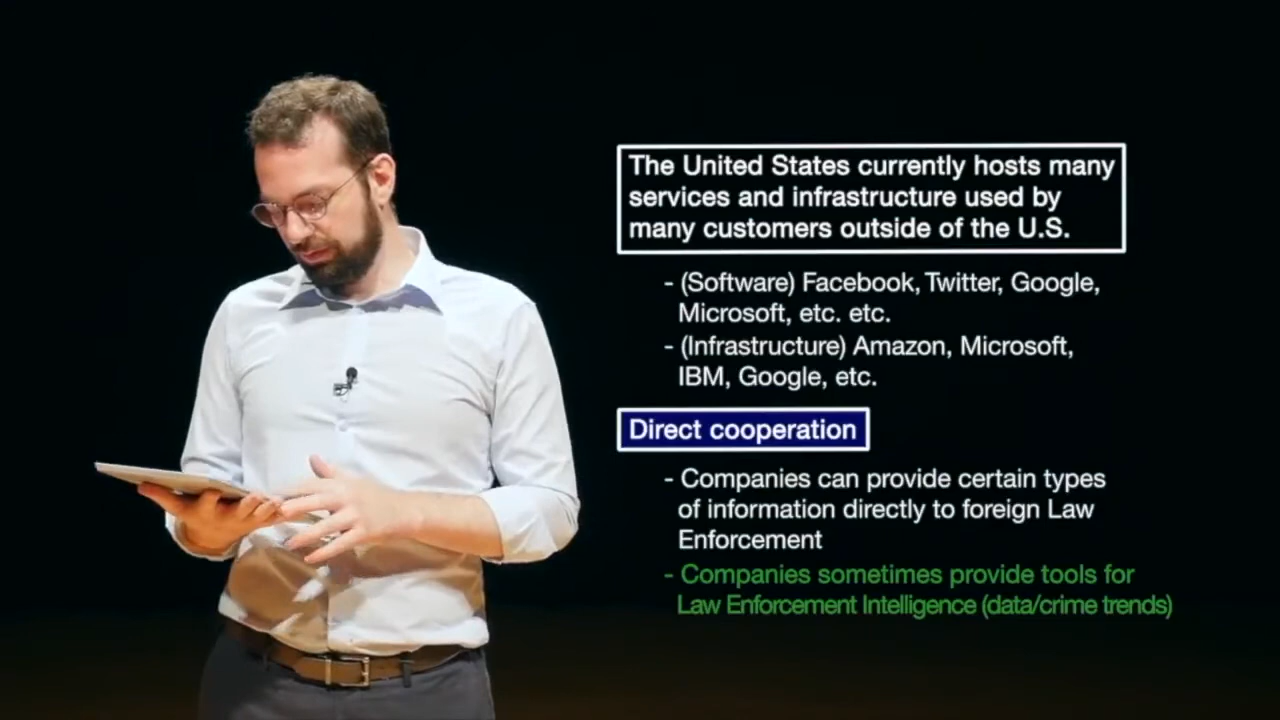 The United States currently hosts many
services and infrastructure used by
many customers outside of the U.S.
- (Software) Facebook, Twitter, Google,
Microsoft, etc. etc.
- (Infrastructure) Amazon, Microsoft,
IBM, Google, etc.
Direct cooperation
- Companies can provide certain types
of information directly to foreign Law
Enforcement
- Companies sometimes provide tools for
Law Enforcement Intelligence (data/crime trends)